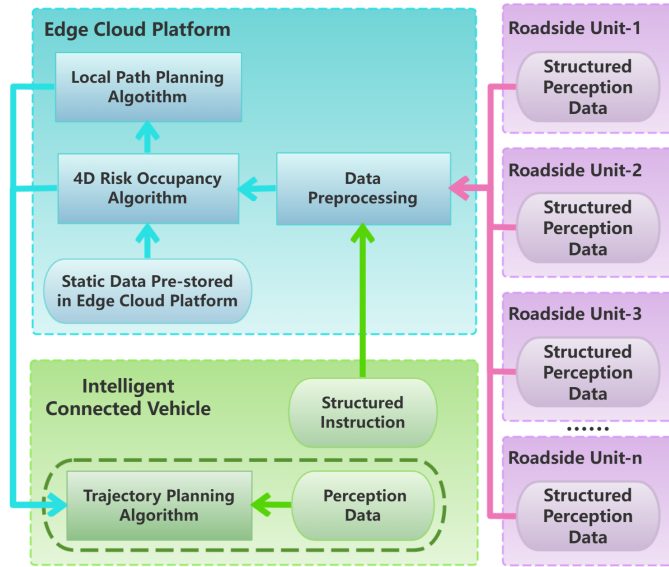 Edge Cloud Platform
Local Path Planning
Algotithm
4D Risk Occupancy
Algorithm
Data
Preprocessing
Static Data Pre-stored
in Edge Cloud Platform
Intelligent
Connected Vehicle
Structured
Instruction
Trajectory Planning
Algorithm
Perception
Data
Roadside Unit-1
Structured
Perception
Data
Roadside Unit-2
Structured
Perception
Data
Roadside Unit-3
Structured
Perception
Data
......
Roadside Unit-n
Structured
Perception
Data